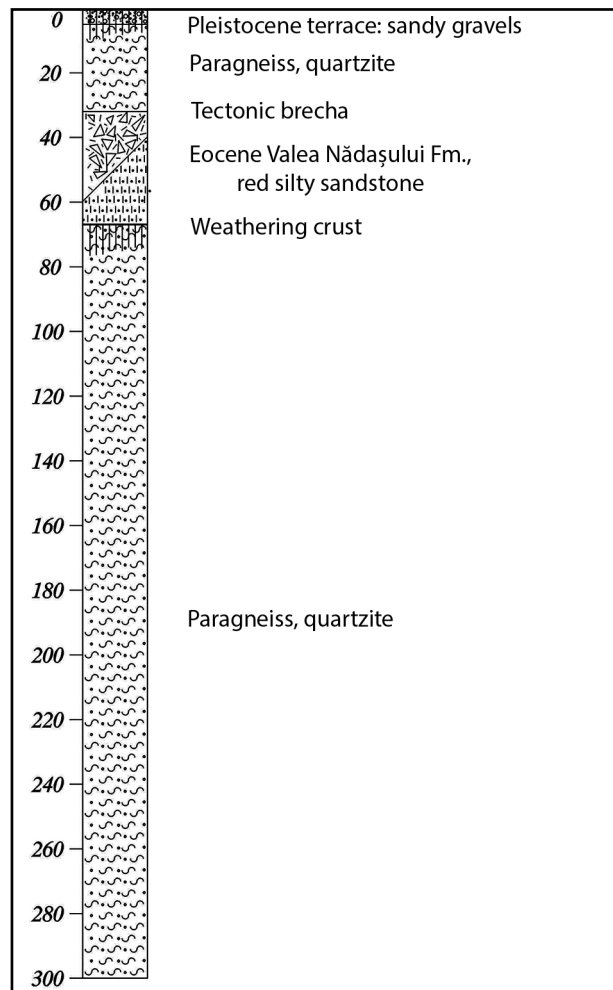 0
Pleistocene terrace: sandy gravels
Paragneiss, quartzite
20
Tectonic brecha
40
Eocene Valea Nădașului Fm.,
red silty sandstone
60
Weathering crust
80
100
120
140
160
180
Paragneiss, quartzite
200
220
240
260
280
300